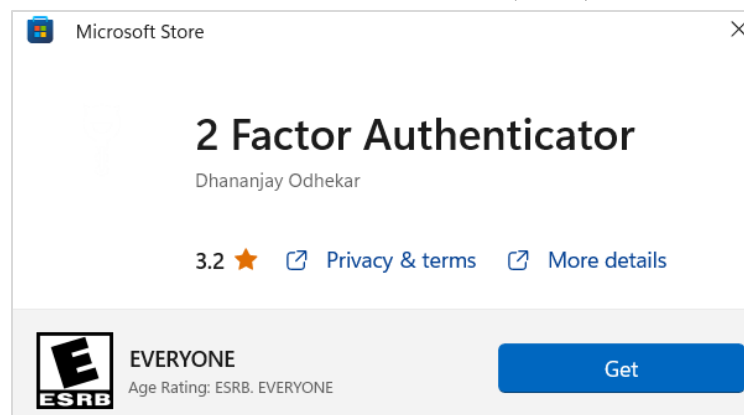 Microsoft Store
2 Factor Authenticator
Dhananjay Odhekar
3.2 Privacy & terms More details
E
ESRB
EVERYONE
Age Rating: ESRB. EVERYONE
Get